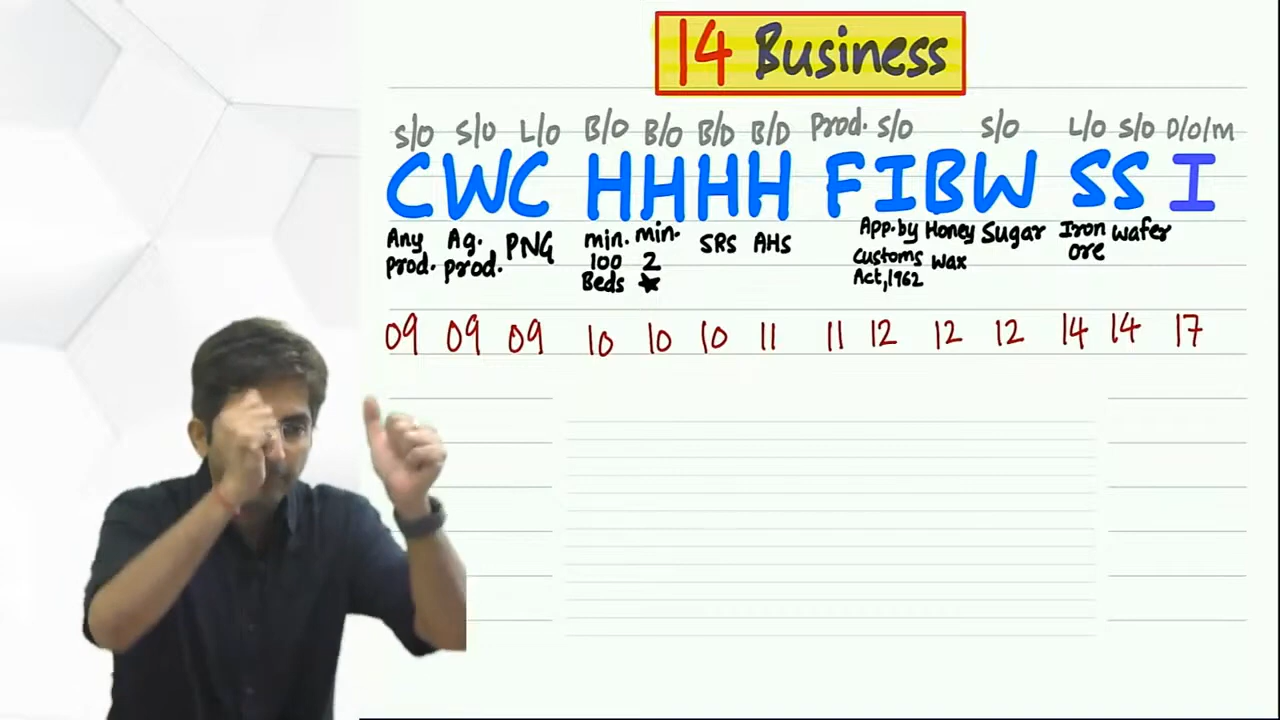 14 Business
S/O S/O L/O B/O B/O B/D B/D Prod. S/O S/O L/O S/O D/O/M
CWC HHHH FIBW SS I
Any Ag. PNG min. min. SRS AHS App. by Honey Sugar Iron wafer
Prod. Prod. 100 2 Customs Wax ore
Beds ★ Act, 1962
09 09 09 10 10 10 11 11 12 12 12 14 14 17